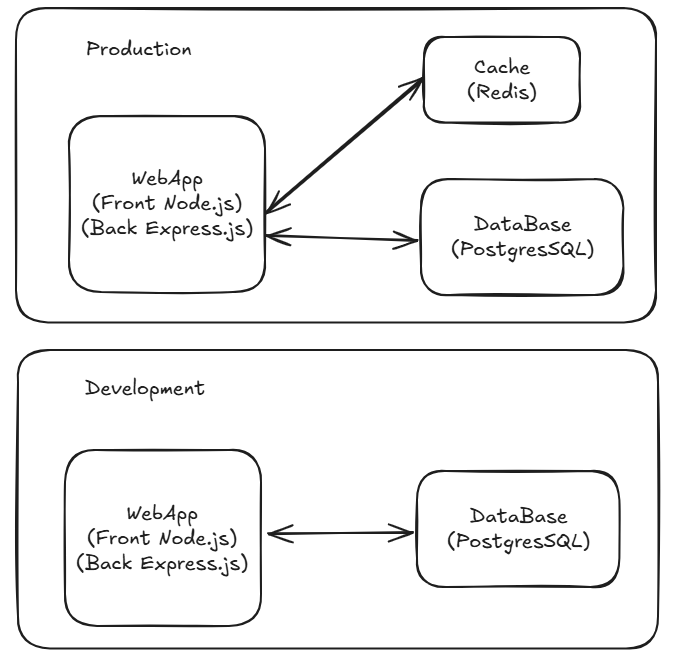 Production
Cache
(Redis)
WebApp
(Front Node.js)
(Back Express.js)
DataBase
(PostgresSQL)
Development
WebApp
(Front Node.js)
(Back Express.js)
DataBase
(PostgresSQL)